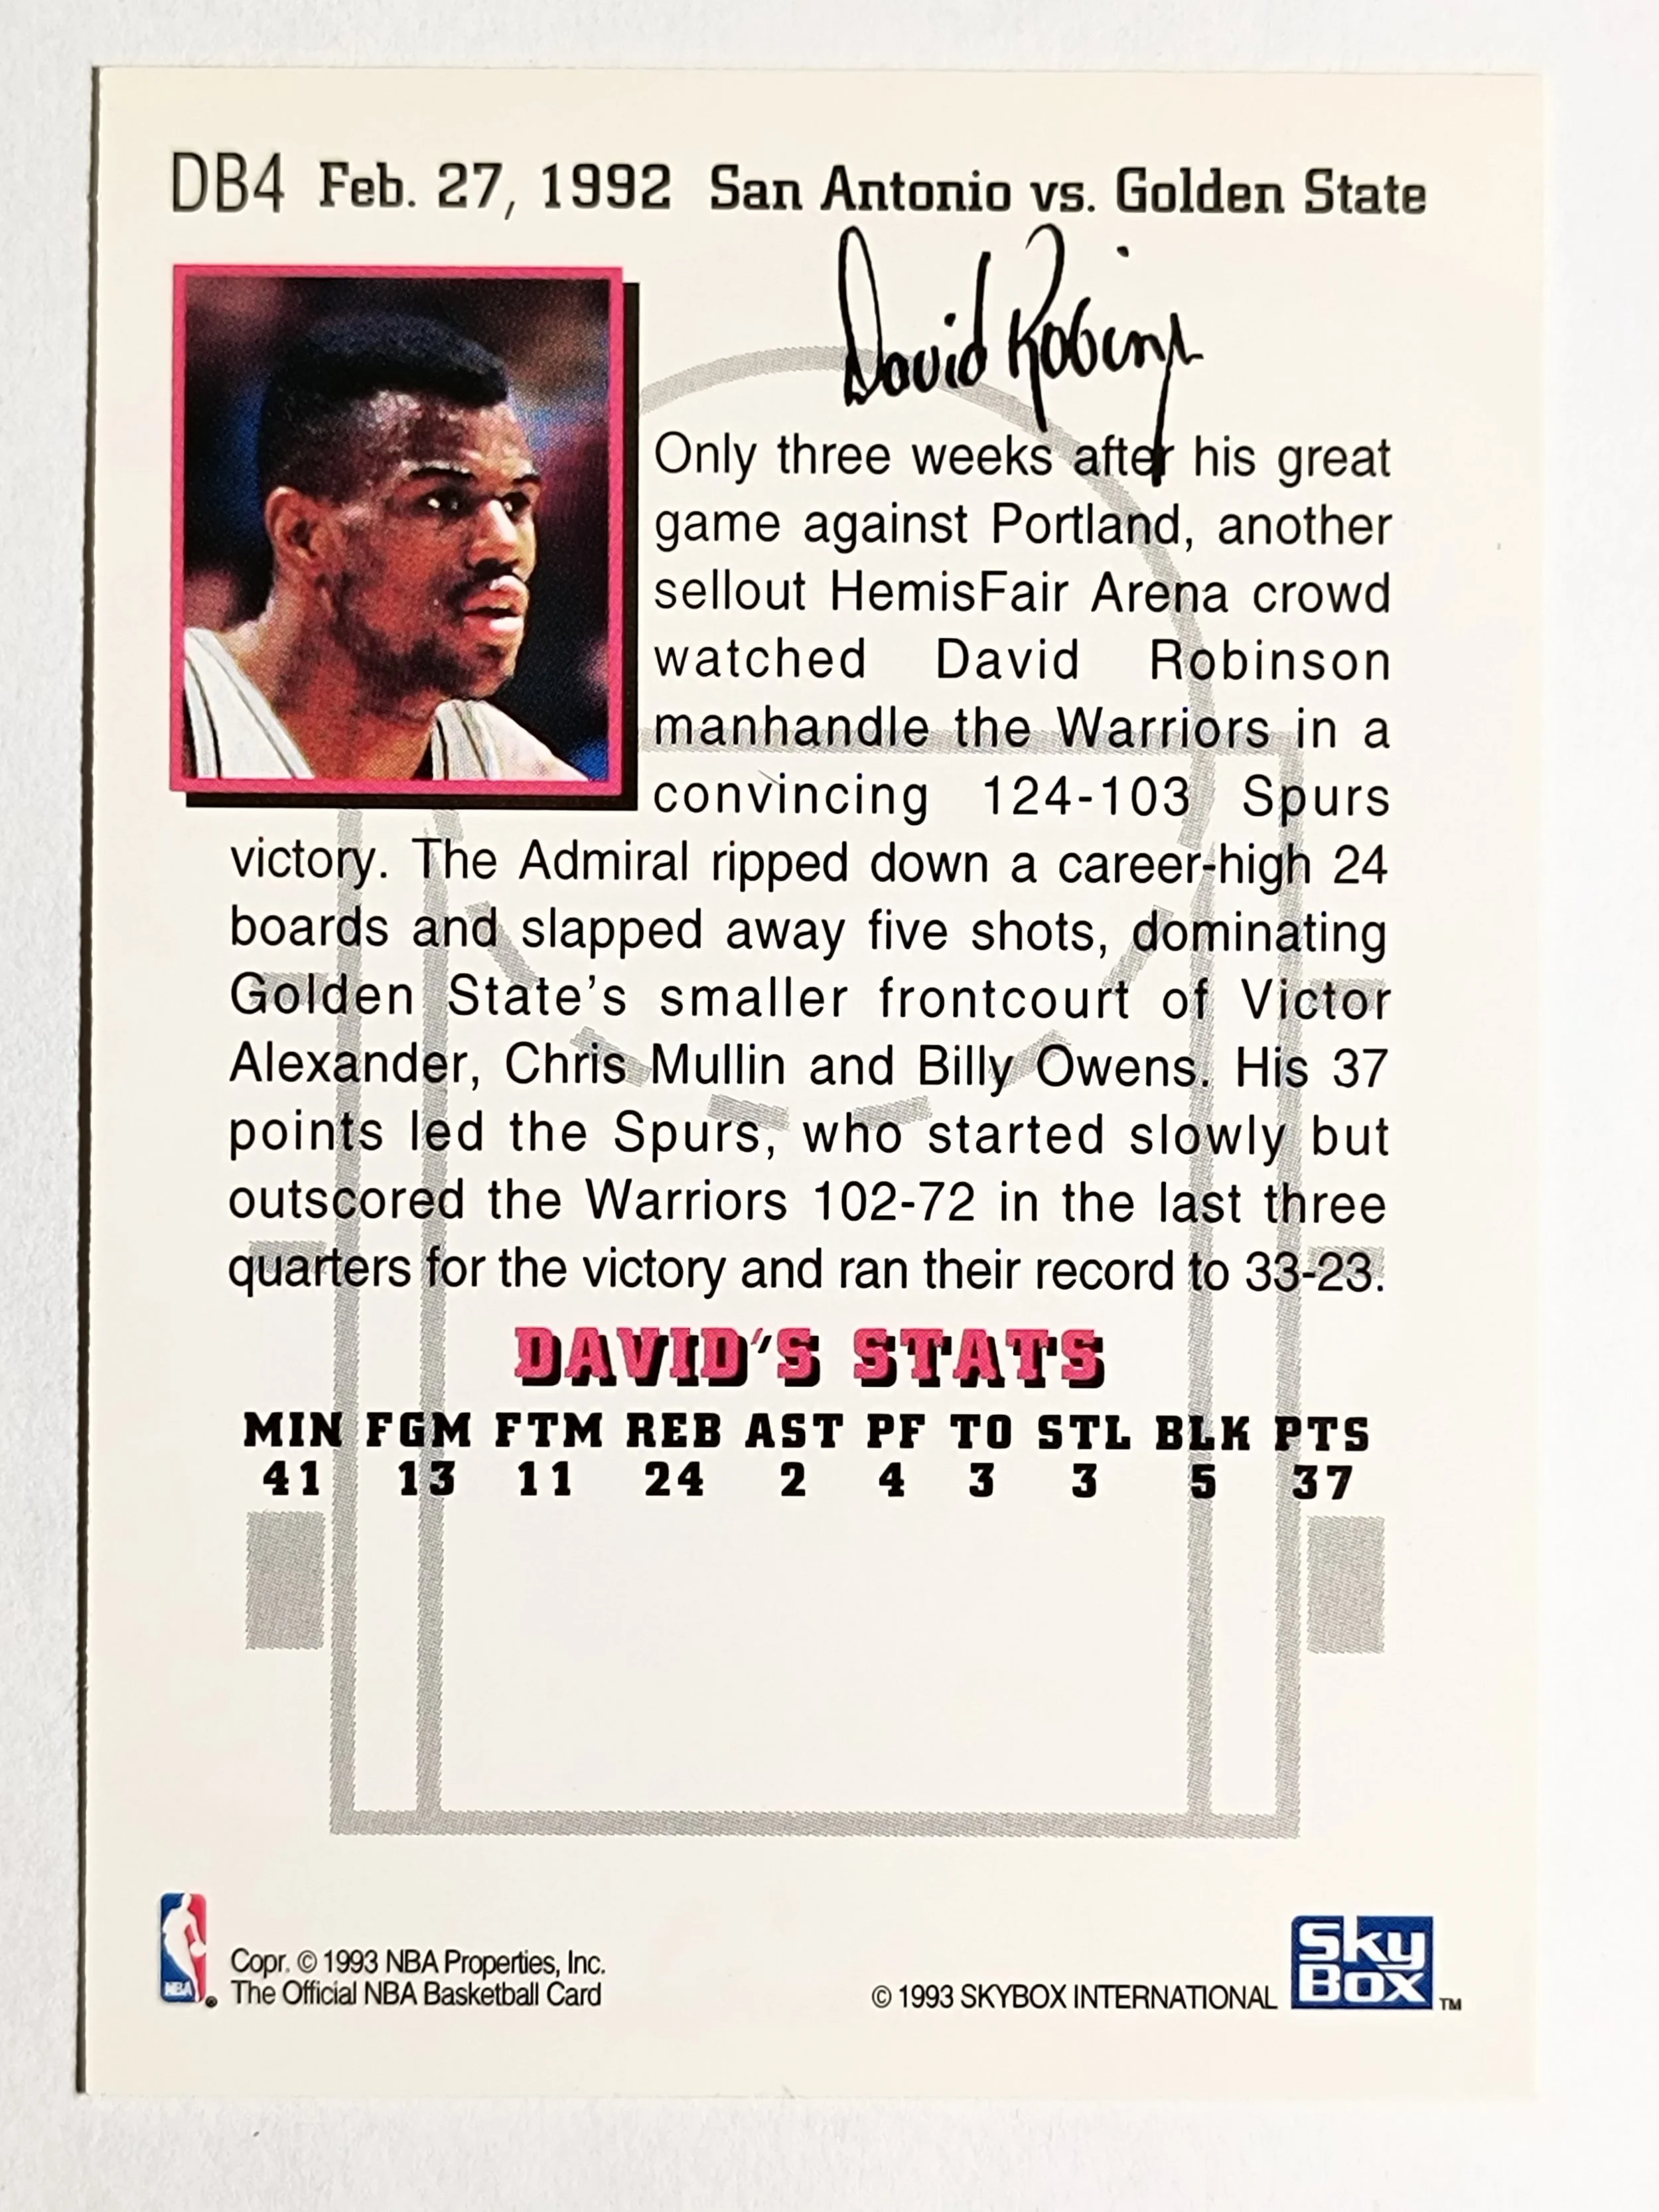 DB4 Feb. 27, 1992 San Antonio vs. Golden State
David Robinson
Only three weeks after his great
game against Portland, another
sellout HemisFair Arena crowd
watched David Robinson
manhandle the Warriors in a
convincing 124-103 Spurs
victory. The Admiral ripped down a career-high 24
boards and slapped away five shots, dominating
Golden State's smaller frontcourt of Victor
Alexander, Chris Mullin and Billy Owens. His 37
points led the Spurs, who started slowly but
outscored the Warriors 102-72 in the last three
quarters for the victory and ran their record to 33-23.
DAVID'S STATS
MIN FGM FTM REB AST PF TO STL BLK PTS
41 13 11 24 2 4 3 3 5 37
NBA
Copr. © 1993 NBA Properties, Inc.
The Official NBA Basketball Card
© 1993 SKYBOX INTERNATIONAL
Sky
Box TM